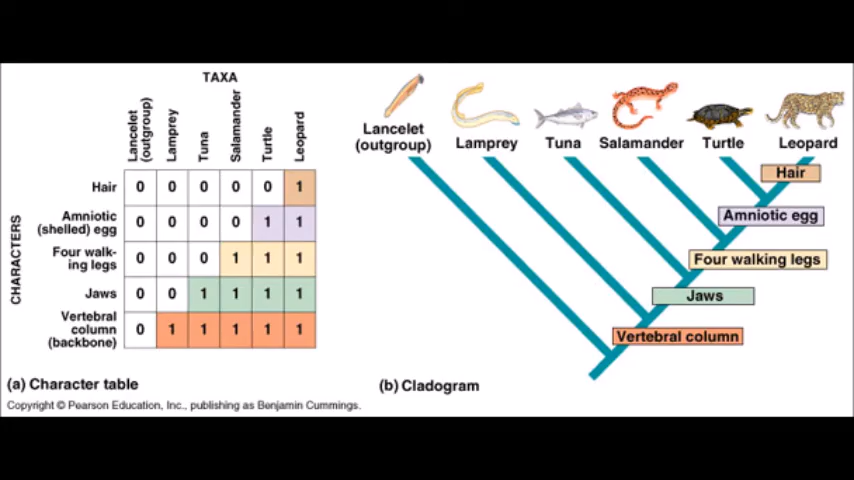 TAXA
Lancelet
(outgroup)
Lamprey
Tuna
Salamander
Turtle
Leopard
CHARACTERS
Hair 0 0 0 0 0 1
Amniotic
(shelled) egg 0 0 0 0 1 1
Four walk-
ing legs 0 0 0 1 1 1
Jaws 0 0 1 1 1 1
Vertebral
column
(backbone) 0 1 1 1 1 1
(a) Character table
Lancelet
(outgroup)
Lamprey
Tuna
Salamander
Turtle
Leopard
Hair
Amniotic egg
Four walking legs
Jaws
Vertebral column
(b) Cladogram
Copyright © Pearson Education, Inc., publishing as Benjamin Cummings.